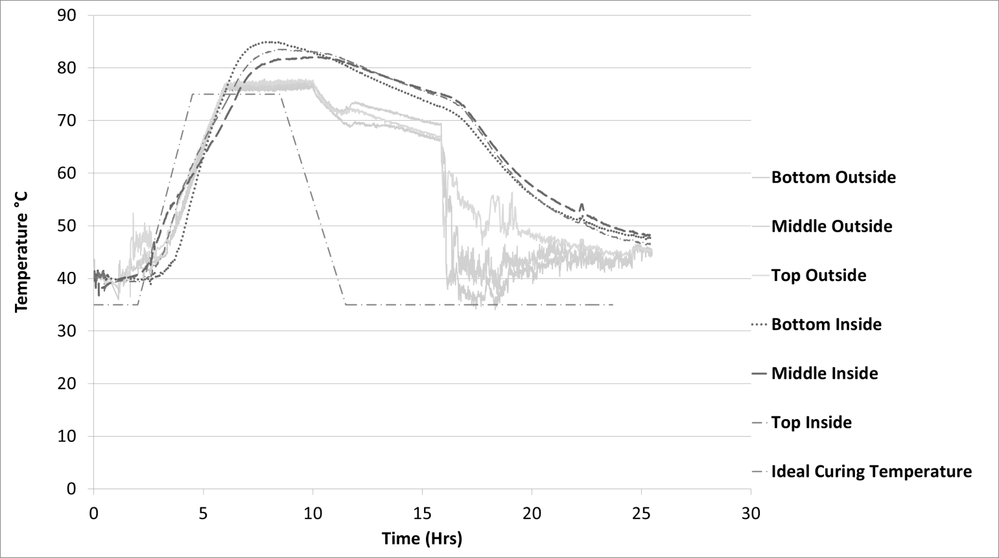 90
80
70
60
50
40
30
20
10
0
Temperature °C
0 5 10 15 20 25 30
Time (Hrs)
Bottom Outside
Middle Outside
Top Outside
Bottom Inside
Middle Inside
Top Inside
Ideal Curing Temperature